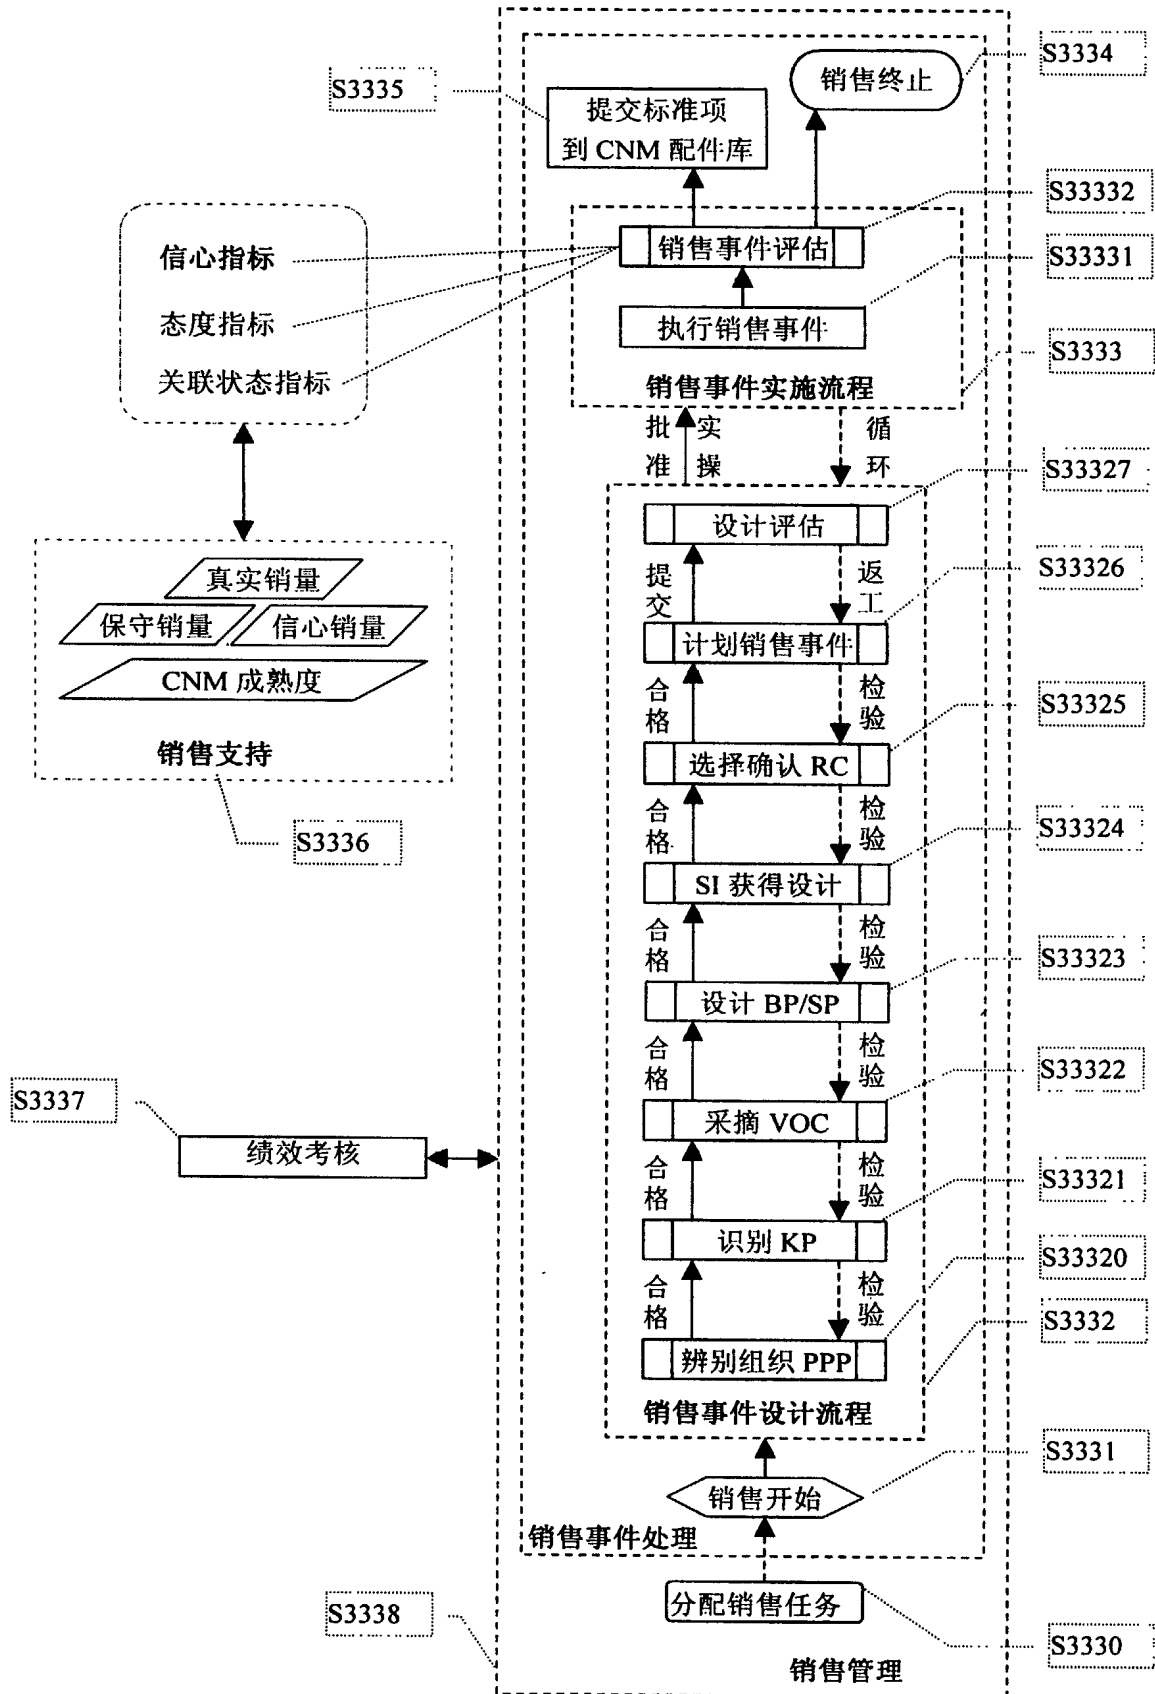 S3334
销售终止
S3335
提交标准项
到 CNM 配件库
S33332
销售事件评估
S33331
信心指标
态度指标
关联状态指标
执行销售事件
S3333
销售事件实施流程
批准
实操
循环
S33327
设计评估
提交
返工
S33326
真实销量
保守销量
信心销量
CNM 成熟度
销售支持
计划销售事件
合格
检验
S33325
选择确认 RC
合格
检验
S3336
S33324
SI 获得设计
合格
检验
S33323
设计 BP/SP
合格
检验
S33322
S3337
采摘 VOC
绩效考核
合格
检验
S33321
识别 KP
合格
检验
S33320
S3332
辨别组织 PPP
销售事件设计流程
S3331
销售开始
销售事件处理
分配销售任务
S3338
S3330
销售管理